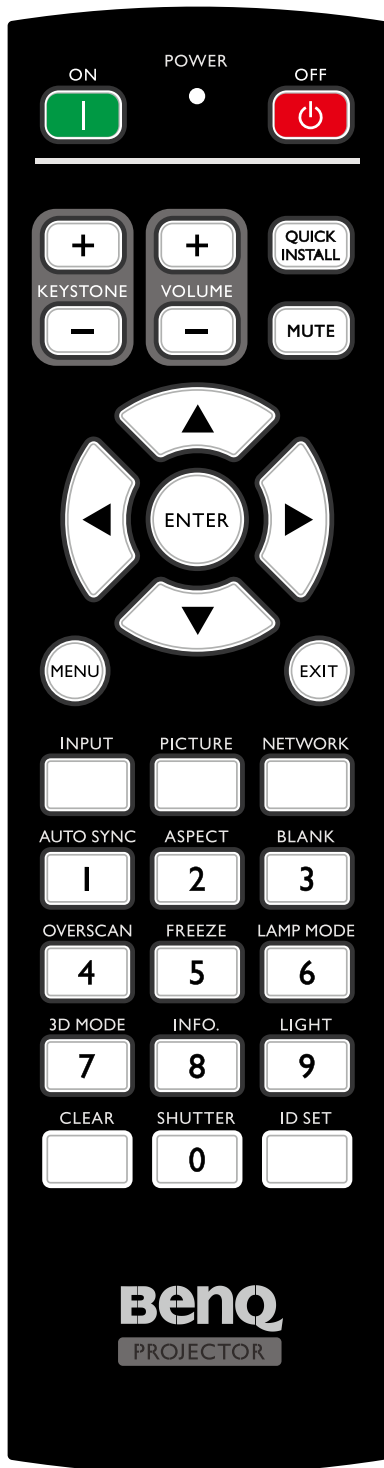 POWER
ON OFF
+ + QUICK INSTALL
KEYSTONE VOLUME
− − MUTE
ENTER
MENU EXIT
INPUT PICTURE NETWORK
AUTO SYNC ASPECT BLANK
1 2 3
OVERSCAN FREEZE LAMP MODE
4 5 6
3D MODE INFO. LIGHT
7 8 9
CLEAR SHUTTER ID SET
0
BenQ
PROJECTOR